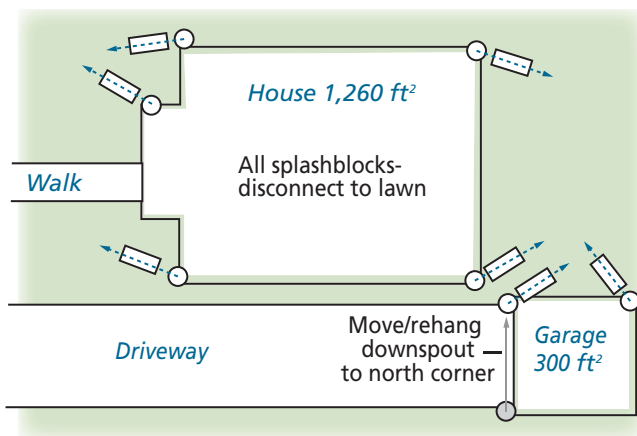 House 1,260 ft²
All splashblocks-
disconnect to lawn
Walk
Driveway
Move/rehang
downspout
to north corner
Garage
300 ft²